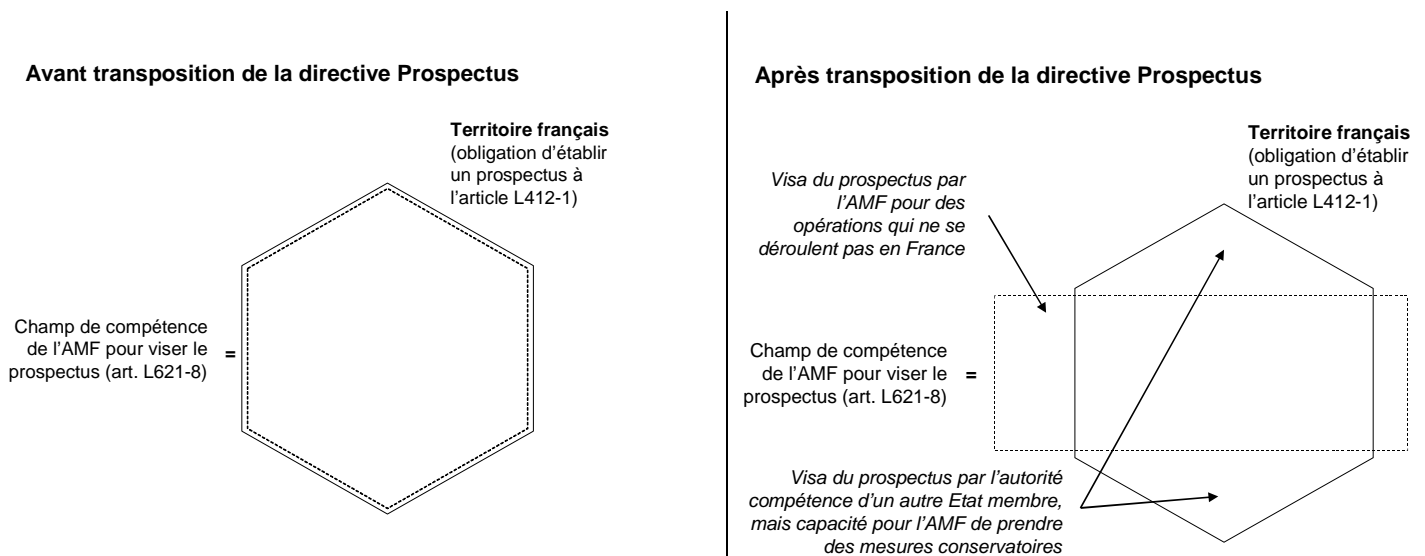 Avant transposition de la directive Prospectus
Territoire français
(obligation d'établir
un prospectus à
l'article L412-1)
Champ de compétence
de l'AMF pour viser le
prospectus (art. L621-8)
=
Après transposition de la directive Prospectus
Territoire français
(obligation d'établir
un prospectus à
l'article L412-1)
Visa du prospectus par
l'AMF pour des
opérations qui ne se
déroulent pas en France
Champ de compétence
de l'AMF pour viser le
prospectus (art. L621-8)
=
Visa du prospectus par l'autorité
compétence d'un autre Etat membre,
mais capacité pour l'AMF de prendre
des mesures conservatoires